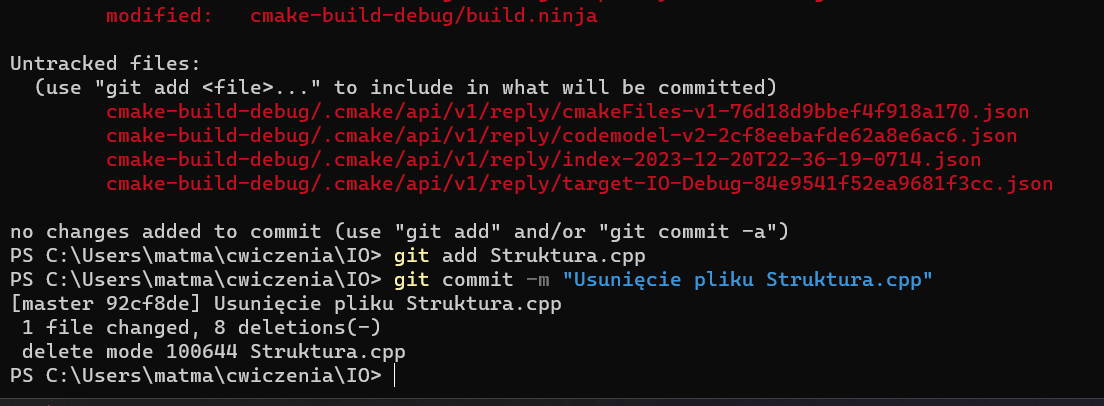 modified:   cmake-build-debug/build.ninja
Untracked files:
(use "git add <file>..." to include in what will be committed)
cmake-build-debug/.cmake/api/v1/reply/cmakeFiles-v1-76d18d9bbef4f918a170.json
cmake-build-debug/.cmake/api/v1/reply/codemodel-v2-2cf8eebafde62a8e6ac6.json
cmake-build-debug/.cmake/api/v1/reply/index-2023-12-20T22-36-19-0714.json
cmake-build-debug/.cmake/api/v1/reply/target-IO-Debug-84e9541f52ea9681f3cc.json
no changes added to commit (use "git add" and/or "git commit -a")
PS C:\Users\matma\cwiczenia\IO> git add Struktura.cpp
PS C:\Users\matma\cwiczenia\IO> git commit -m "Usunięcie pliku Struktura.cpp"
[master 92cf8de] Usunięcie pliku Struktura.cpp
1 file changed, 8 deletions(-)
delete mode 100644 Struktura.cpp
PS C:\Users\matma\cwiczenia\IO>